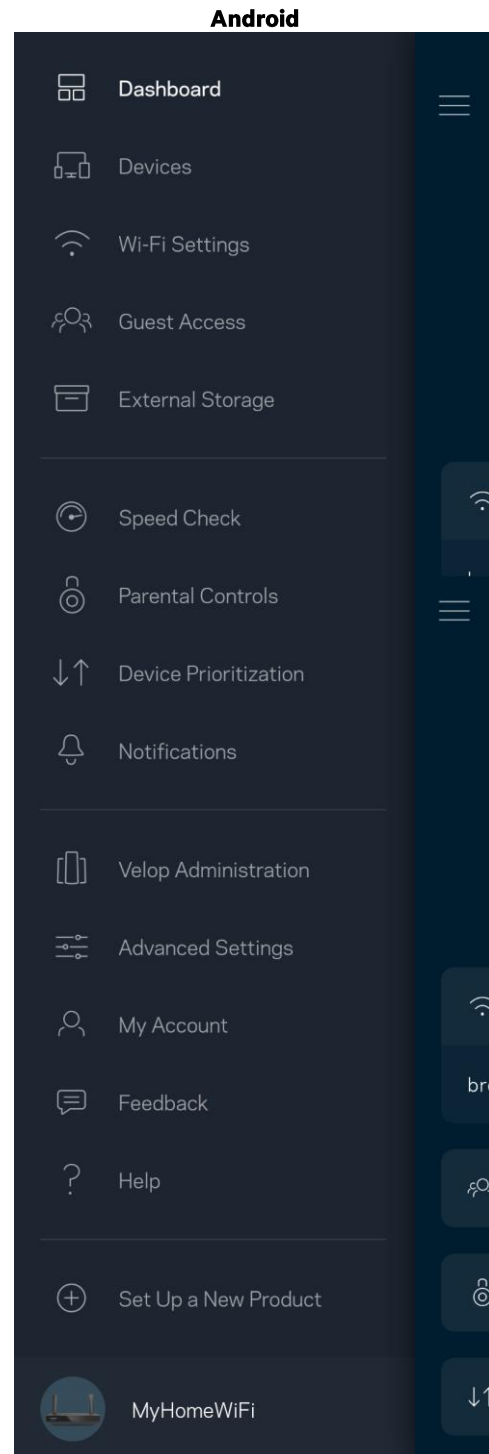 Android
Dashboard
Devices
Wi-Fi Settings
Guest Access
External Storage
Speed Check
Parental Controls
Device Prioritization
Notifications
Velop Administration
Advanced Settings
My Account
Feedback
Help
Set Up a New Product
MyHomeWiFi